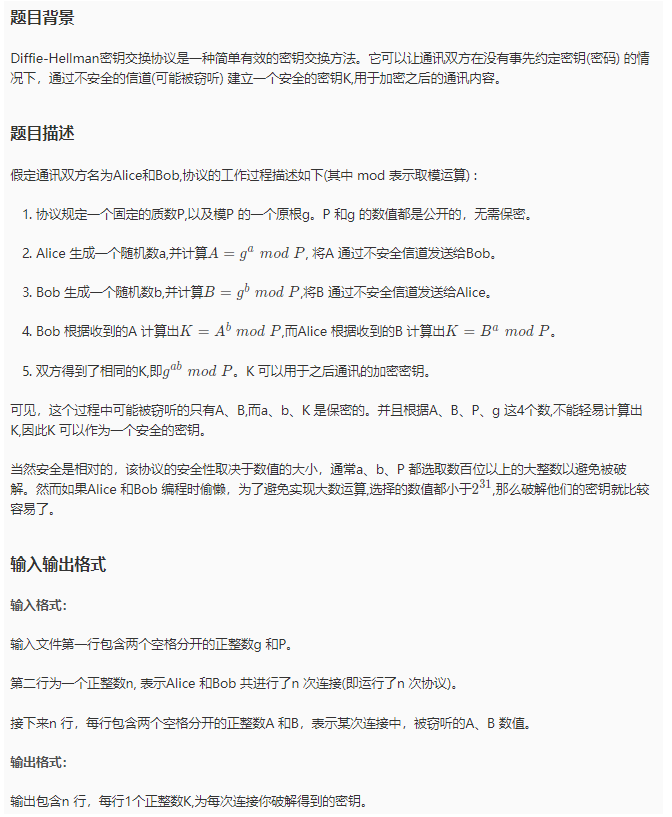 题目背景
Diffie-Hellman密钥交换协议是一种简单有效的密钥交换方法。它可以让通讯双方在没有事先约定密钥(密码) 的情
况下，通过不安全的信道(可能被窃听) 建立一个安全的密钥K,用于加密之后的通讯内容。
题目描述
假定通讯双方名为Alice和Bob,协议的工作过程描述如下(其中 mod 表示取模运算) :
1. 协议规定一个固定的质数P,以及模P 的一个原根g。P 和g 的数值都是公开的，无需保密。
2. Alice 生成一个随机数a,并计算A = g^a mod P, 将A 通过不安全信道发送给Bob。
3. Bob 生成一个随机数b,并计算B = g^b mod P,将B 通过不安全信道发送给Alice。
4. Bob 根据收到的A 计算出K = A^b mod P,而Alice 根据收到的B 计算出K = B^a mod P。
5. 双方得到了相同的K,即g^{ab} mod P。K 可以用于之后通讯的加密密钥。
可见，这个过程中可能被窃听的只有A、B,而a、b、K 是保密的。并且根据A、B、P、g 这4个数,不能轻易计算出
K,因此K 可以作为一个安全的密钥。
当然安全是相对的，该协议的安全性取决于数值的大小，通常a、b、P 都选取数百位以上的大整数以避免被破
解。然而如果Alice 和Bob 编程时偷懒，为了避免实现大数运算,选择的数值都小于2^{31},那么破解他们的密钥就比较
容易了。
输入输出格式
输入格式：
输入文件第一行包含两个空格分开的正整数g 和P。
第二行为一个正整数n, 表示Alice 和Bob 共进行了n 次连接(即运行了n 次协议)。
接下来n 行，每行包含两个空格分开的正整数A 和B，表示某次连接中，被窃听的A、B 数值。
输出格式：
输出包含n 行，每行1个正整数K,为每次连接你破解得到的密钥。